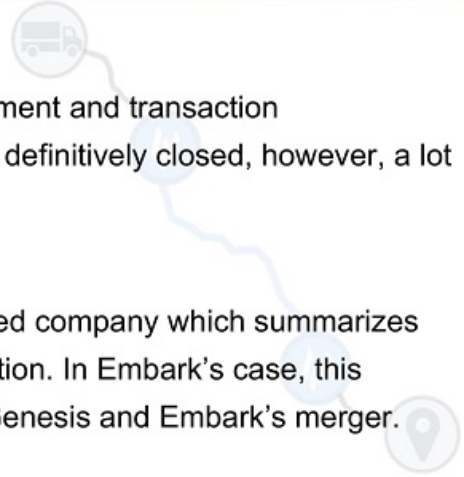 ment and transaction
definitively closed, however, a lot
ed company which summarizes
tion. In Embark's case, this
enesis and Embark's merger.